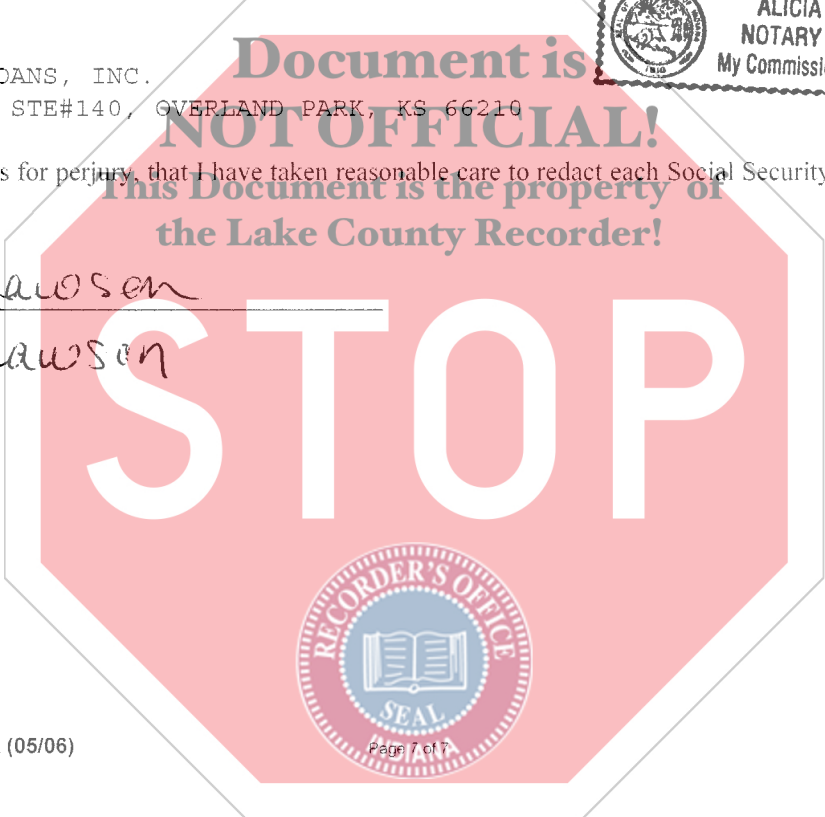 ALICIA
NOTARY
My Commissi
Document is
OANS, INC.
STE#140, OVERLAND PARK, KS 66210
NOT OFFICIAL!
s for perjury, that I have taken reasonable care to redact each Social Security
This Document is the property of
the Lake County Recorder!
awson
awson
STOP
RECORDER'S OFFICE
SEAL
INDIANA
(05/06)
Page 7 of 7